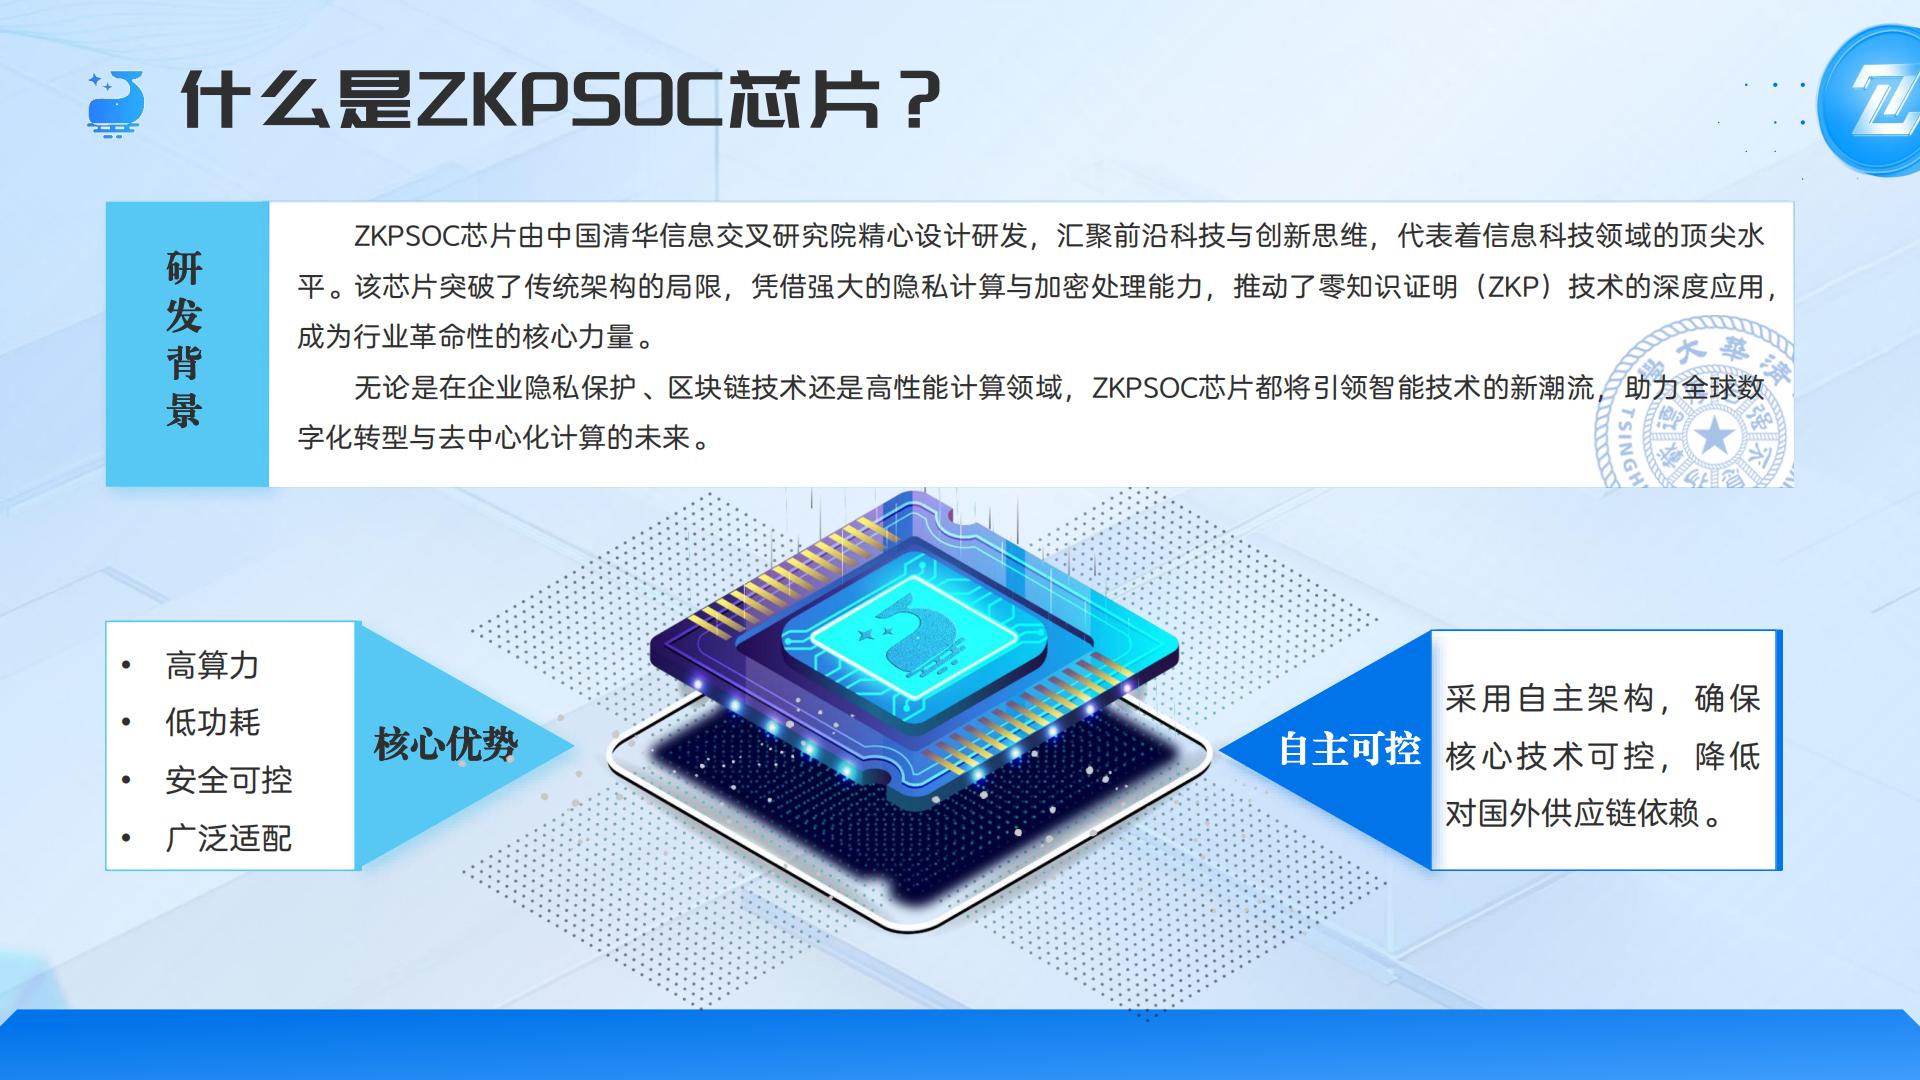 什么是ZKPSOC芯片？
研发背景
ZKPSOC芯片由中国清华信息交叉研究院精心设计研发，汇聚前沿科技与创新思维，代表着信息科技领域的顶尖水
平。该芯片突破了传统架构的局限，凭借强大的隐私计算与加密处理能力，推动了零知识证明（ZKP）技术的深度应用，
成为行业革命性的核心力量。
无论是在企业隐私保护、区块链技术还是高性能计算领域，ZKPSOC芯片都将引领智能技术的新潮流，助力全球数
字化转型与去中心化计算的未来。
學大華清
TSINGH
• 高算力
• 低功耗
• 安全可控
• 广泛适配
核心优势
自主可控
采用自主架构，确保
核心技术可控，降低
对国外供应链依赖。